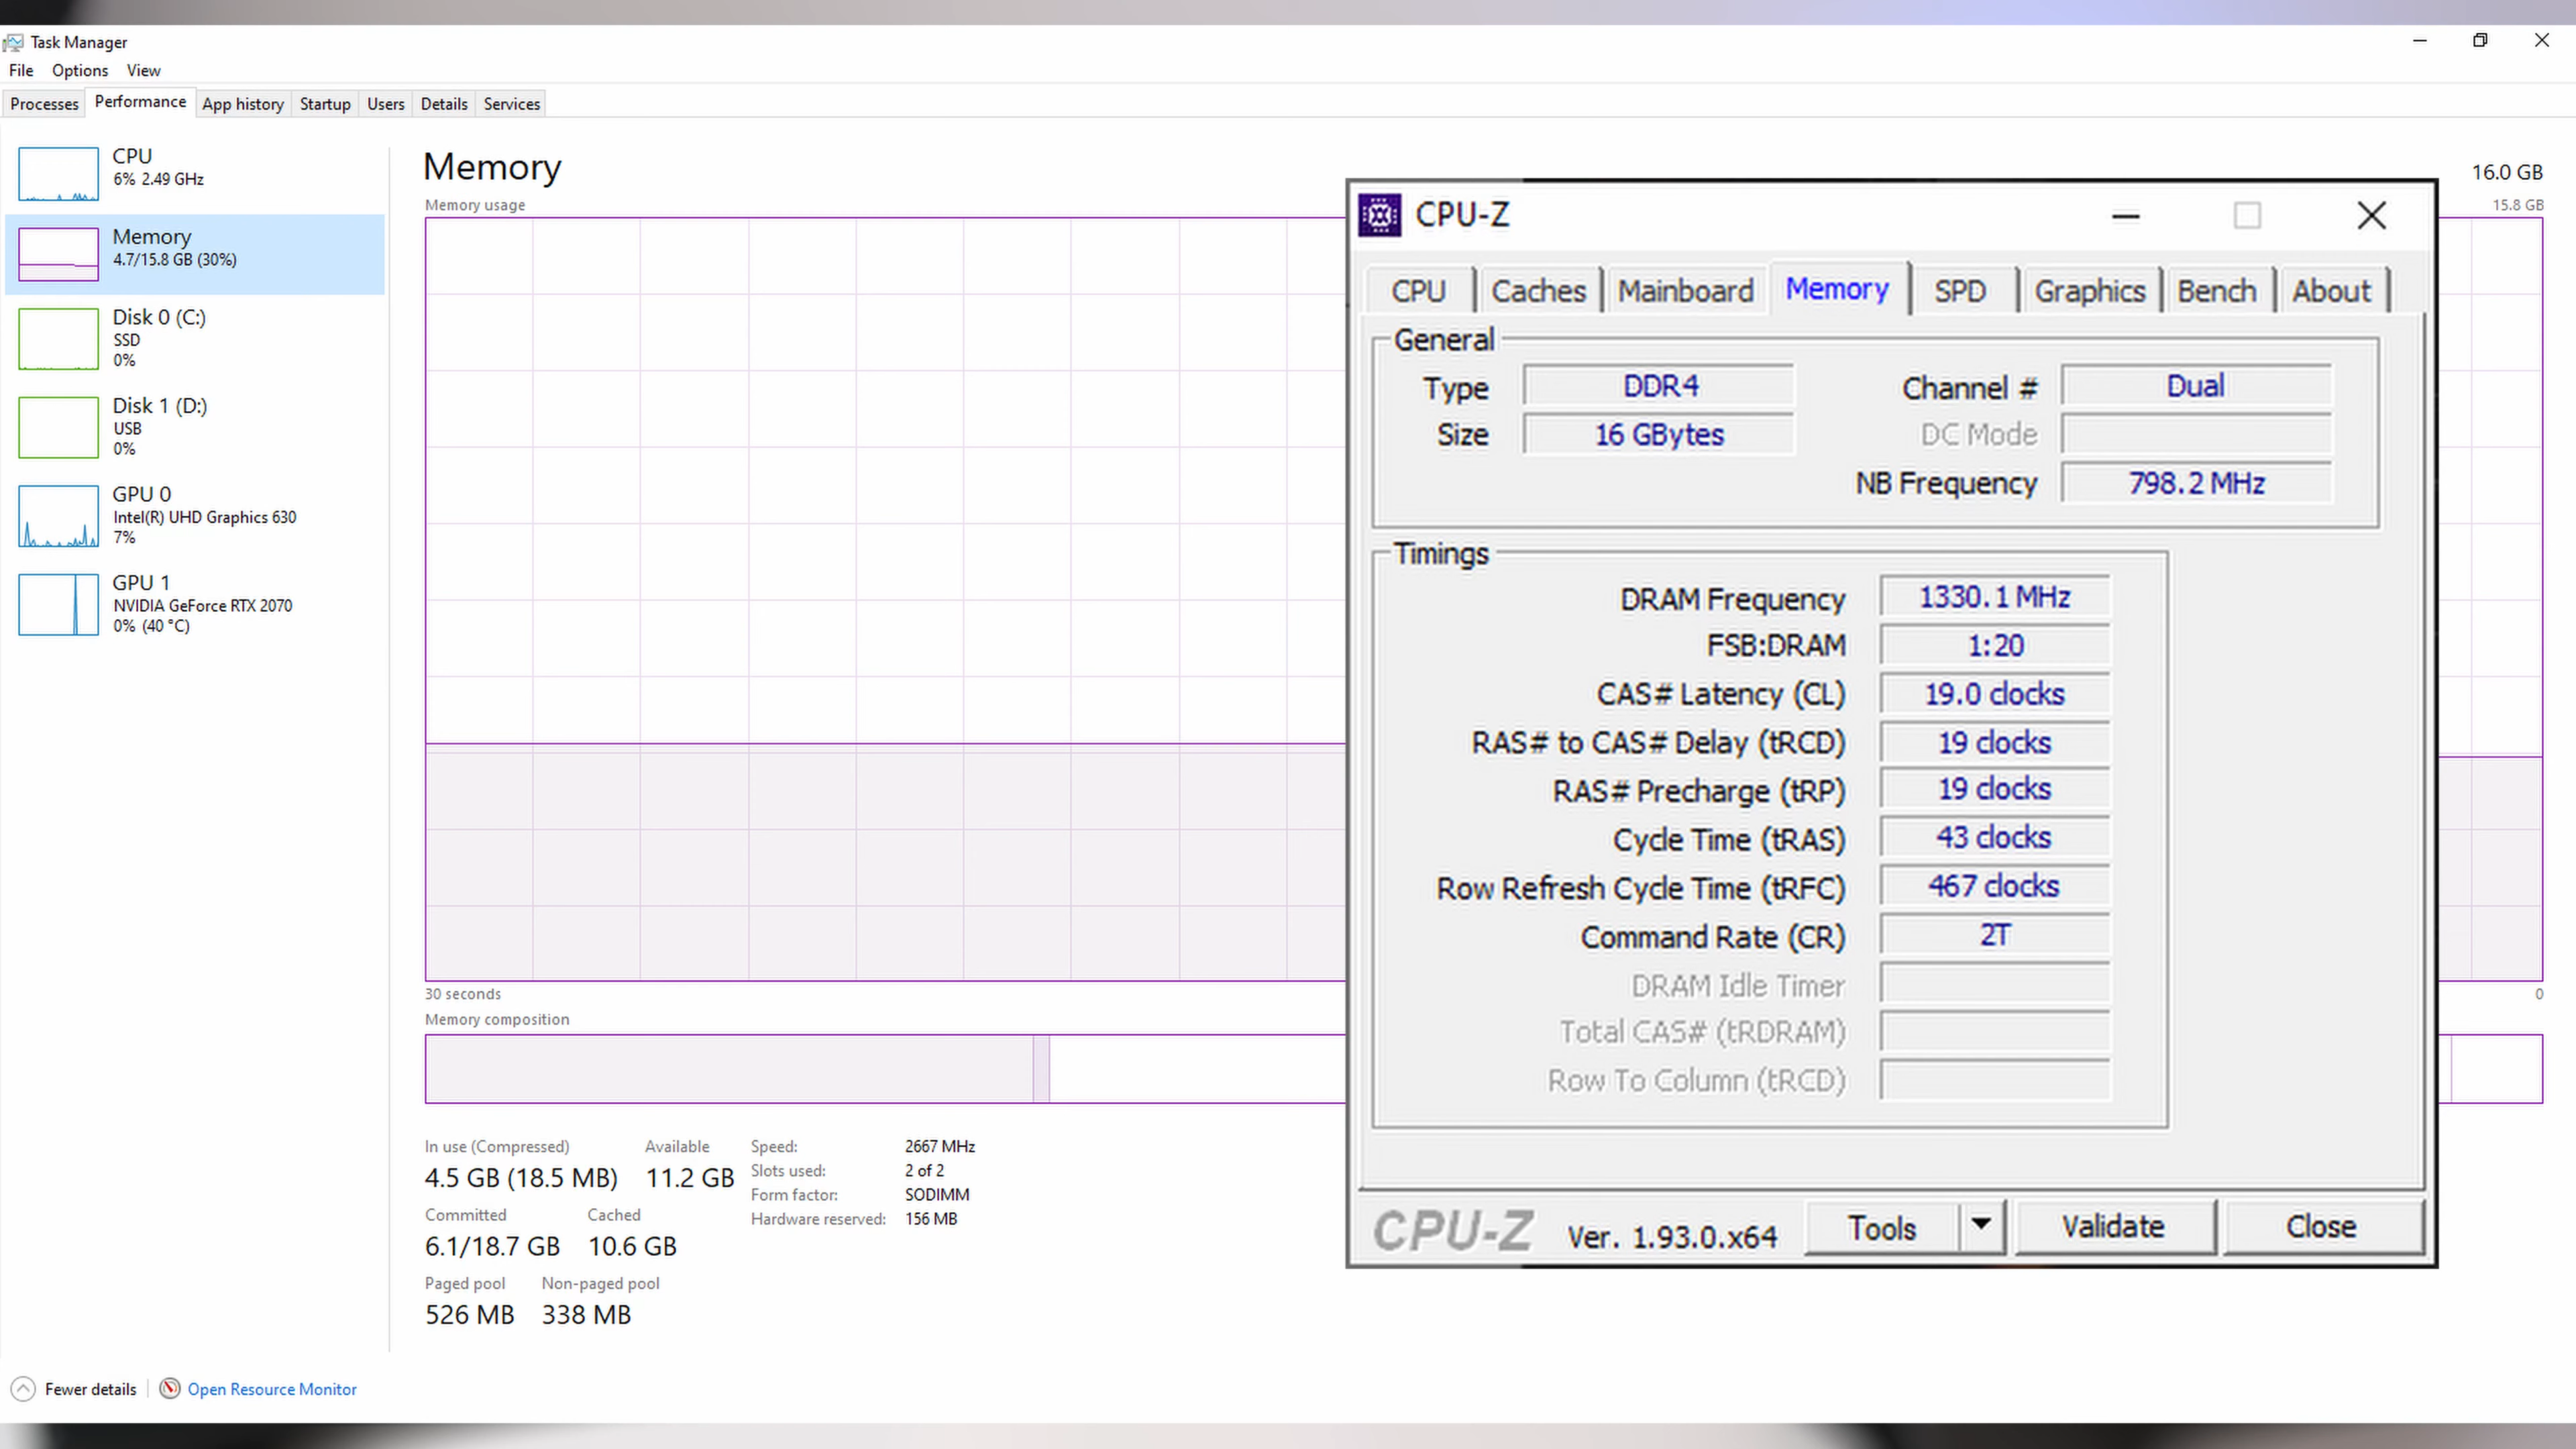 Task Manager
File Options View
Processes Performance App history Startup Users Details Services
CPU
6% 2.49 GHz
Memory
4.7/15.8 GB (30%)
Disk 0 (C:)
SSD
0%
Disk 1 (D:)
USB
0%
GPU 0
Intel(R) UHD Graphics 630
7%
GPU 1
NVIDIA GeForce RTX 2070
0% (40 °C)
Memory
16.0 GB
Memory usage
15.8 GB
30 seconds
0
Memory composition
In use (Compressed)
4.5 GB (18.5 MB)
Available
11.2 GB
Committed
6.1/18.7 GB
Cached
10.6 GB
Paged pool
526 MB
Non-paged pool
338 MB
Speed: 2667 MHz
Slots used: 2 of 2
Form factor: SODIMM
Hardware reserved: 156 MB
Fewer details
Open Resource Monitor
CPU-Z
CPU Caches Mainboard Memory SPD Graphics Bench About
General
Type DDR4 Channel # Dual
Size 16 GBytes DC Mode
NB Frequency 798.2 MHz
Timings
DRAM Frequency 1330.1 MHz
FSB:DRAM 1:20
CAS# Latency (CL) 19.0 clocks
RAS# to CAS# Delay (tRCD) 19 clocks
RAS# Precharge (tRP) 19 clocks
Cycle Time (tRAS) 43 clocks
Row Refresh Cycle Time (tRFC) 467 clocks
Command Rate (CR) 2T
DRAM Idle Timer
Total CAS# (tRDRAM)
Row To Column (tRCD)
CPU-Z Ver. 1.93.0.x64 Tools Validate Close